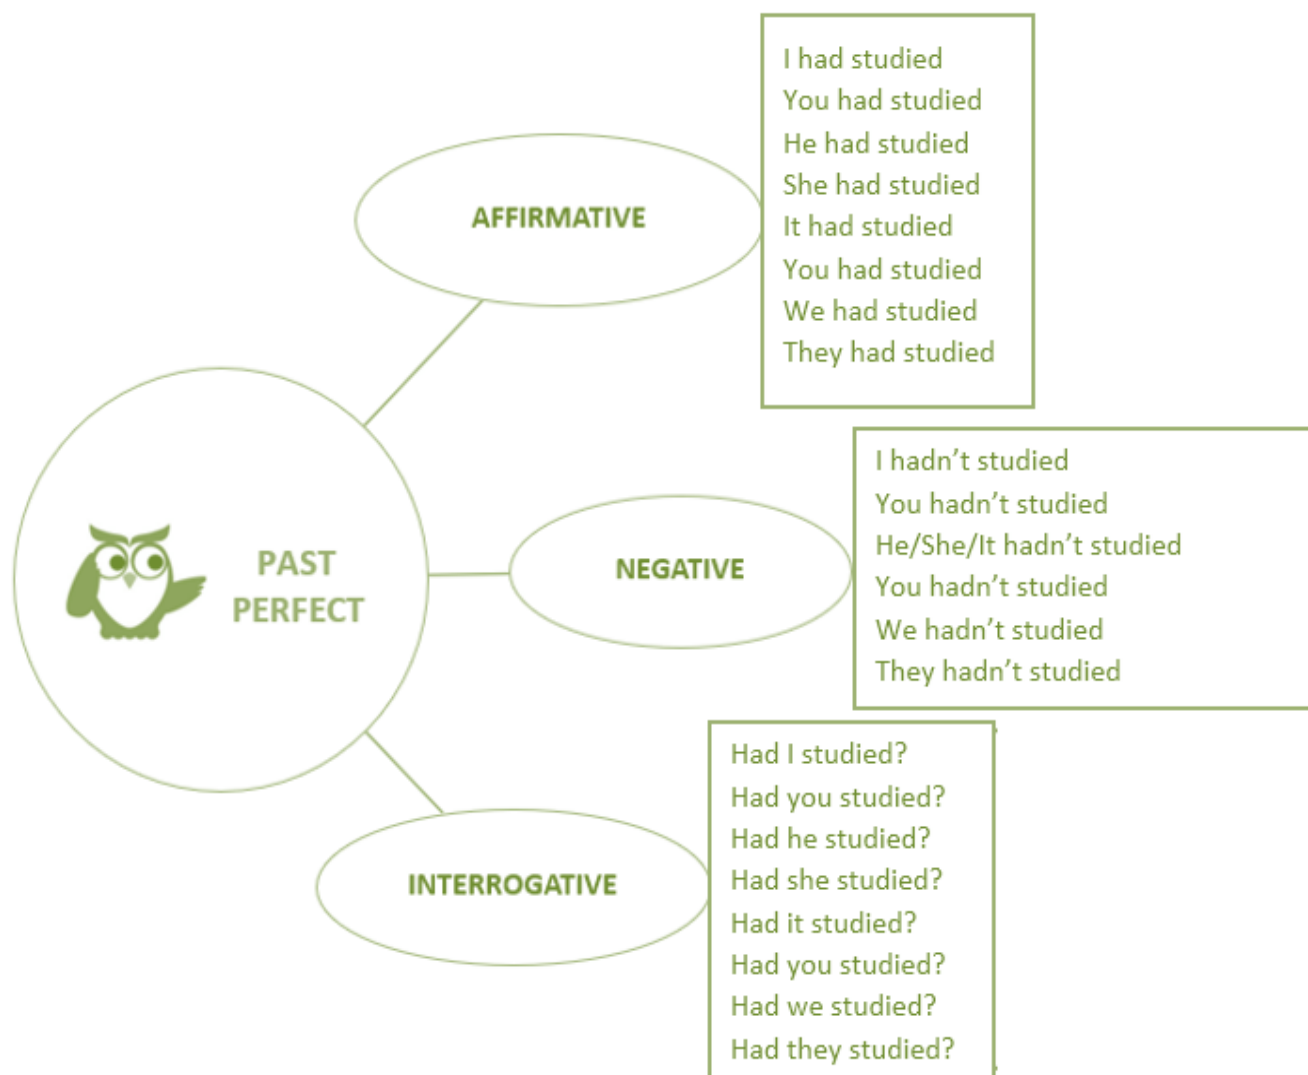 PAST
PERFECT
AFFIRMATIVE
I had studied
You had studied
He had studied
She had studied
It had studied
You had studied
We had studied
They had studied
NEGATIVE
I hadn’t studied
You hadn’t studied
He/She/It hadn’t studied
You hadn’t studied
We hadn’t studied
They hadn’t studied
INTERROGATIVE
Had I studied?
Had you studied?
Had he studied?
Had she studied?
Had it studied?
Had you studied?
Had we studied?
Had they studied?